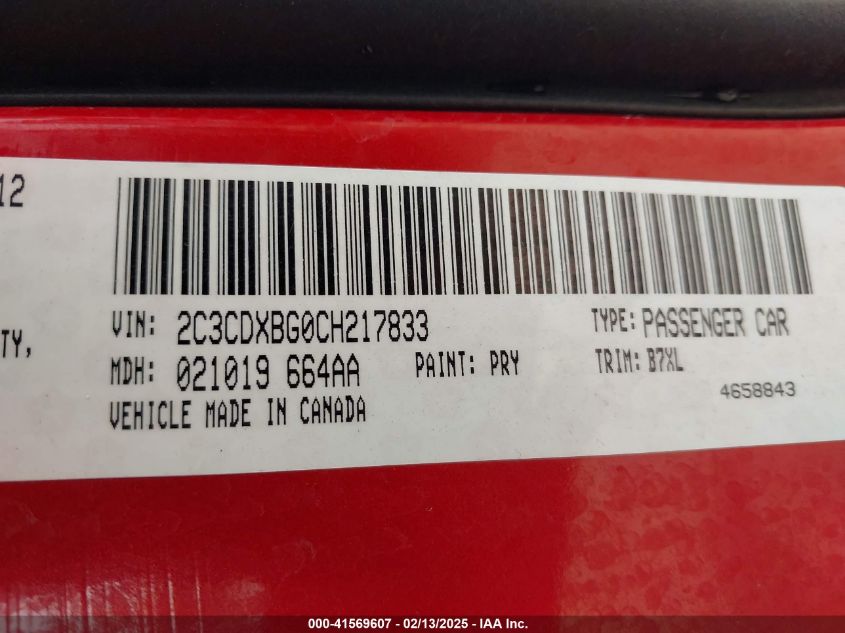 12
TY,
VIN: 2C3CDXBG0CH217833 TYPE: PASSENGER CAR
MDH: 021019 664AA PAINT: PRY TRIM: B7XL
VEHICLE MADE IN CANADA 4658843
000-41569607 - 02/13/2025 - IAA Inc.